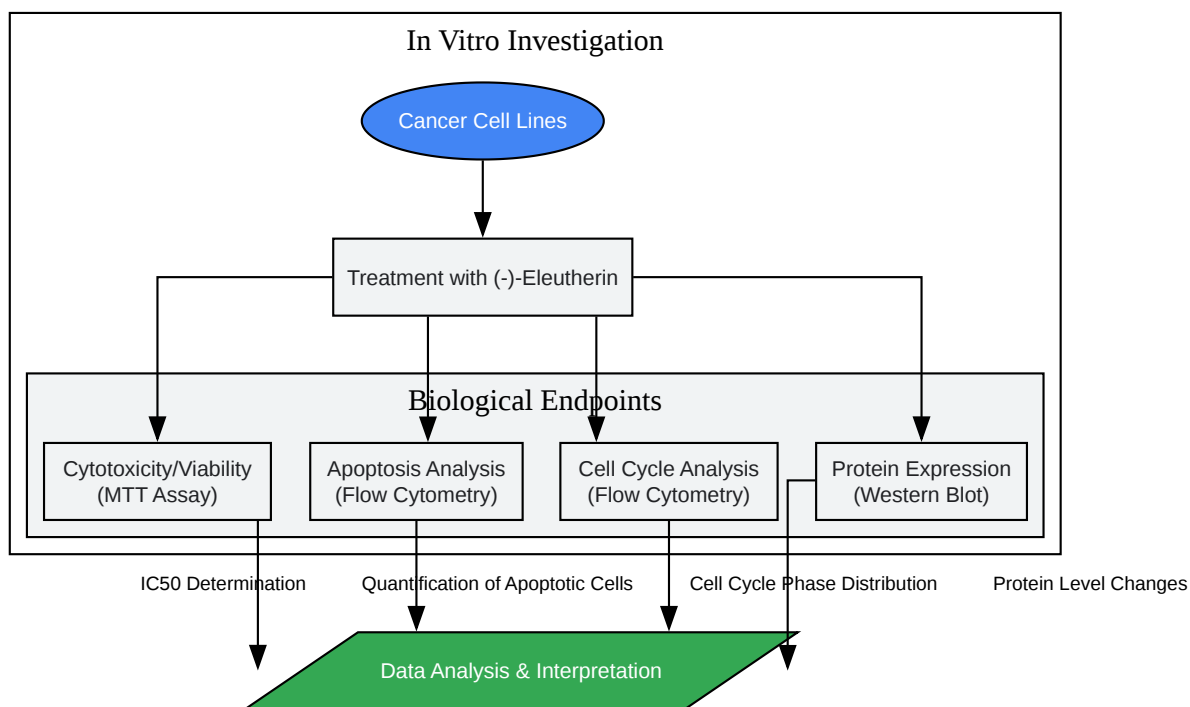 In Vitro Investigation
Cancer Cell Lines
Treatment with (-)-Eleutherin
Biological Endpoints
Cytotoxicity/Viability
(MTT Assay)
Apoptosis Analysis
(Flow Cytometry)
Cell Cycle Analysis
(Flow Cytometry)
Protein Expression
(Western Blot)
IC50 Determination
Quantification of Apoptotic Cells
Cell Cycle Phase Distribution
Protein Level Changes
Data Analysis & Interpretation